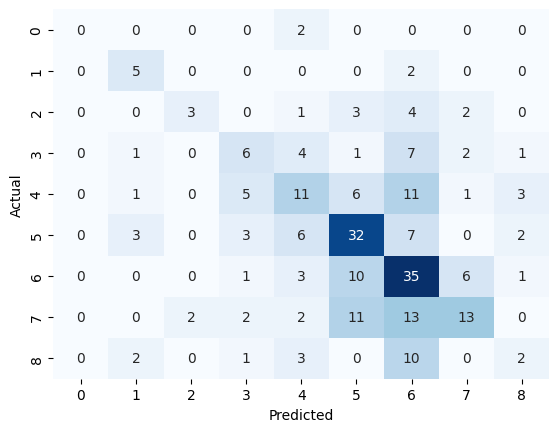 0 0 0 0 0 2 0 0 0 0
1 0 5 0 0 0 0 2 0 0
2 0 0 3 0 1 3 4 2 0
3 0 1 0 6 4 1 7 2 1
Actual
4 0 1 0 5 11 6 11 1 3
5 0 3 0 3 6 32 7 0 2
6 0 0 0 1 3 10 35 6 1
7 0 0 2 2 2 11 13 13 0
8 0 2 0 1 3 0 10 0 2
0 1 2 3 4 5 6 7 8
Predicted